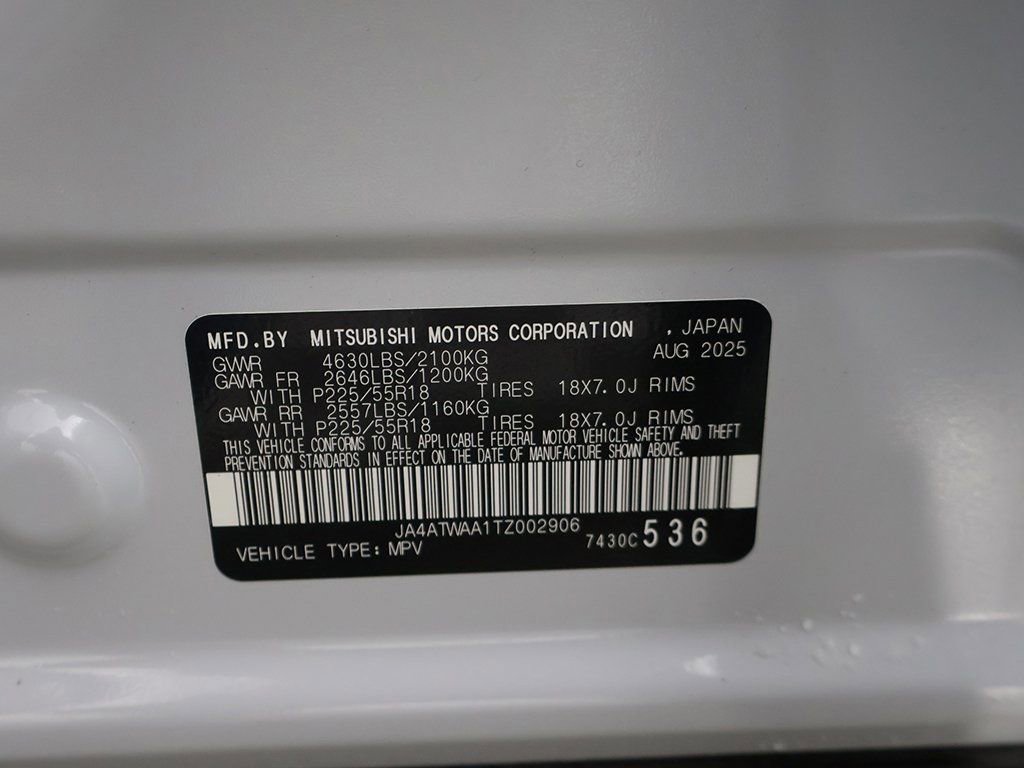 MFD.BY MITSUBISHI MOTORS CORPORATION , JAPAN
GVWR 4630LBS/2100KG AUG 2025
GAWR FR 2646LBS/1200KG
WITH P225/55R18 TIRES 18X7.0J RIMS
GAWR RR 2557LBS/1160KG
WITH P225/55R18 TIRES 18X7.0J RIMS
THIS VEHICLE CONFORMS TO ALL APPLICABLE FEDERAL MOTOR VEHICLE SAFETY AND THEFT
PREVENTION STANDARDS IN EFFECT ON THE DATE OF MANUFACTURE SHOWN ABOVE.
JA4ATWAA1TZ002906
VEHICLE TYPE: MPV 7430C 536